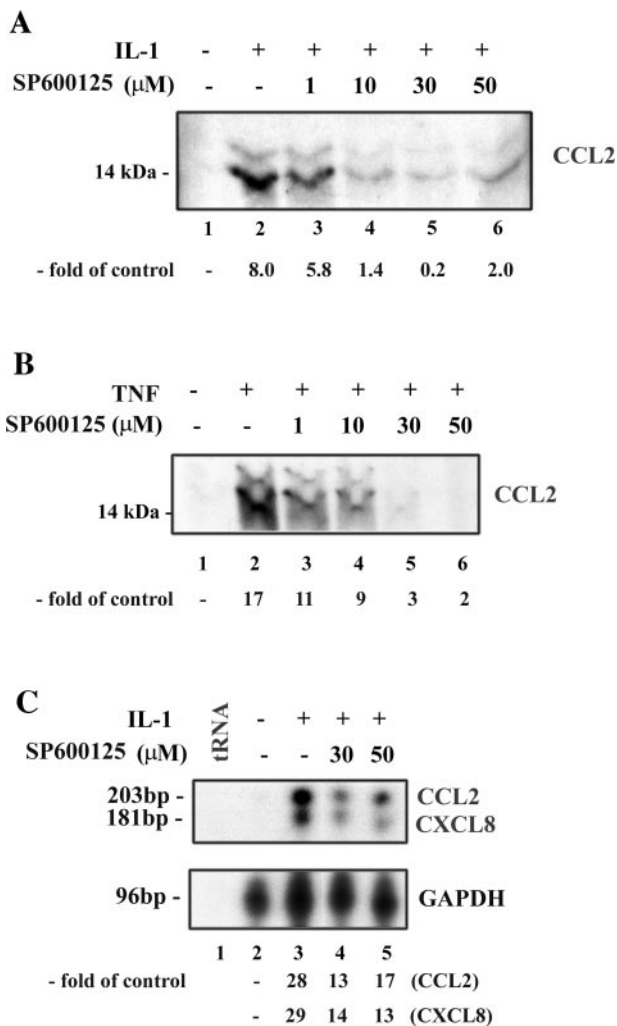 A
IL-1 - + + + + +
SP600125 (µM) - - 1 10 30 50
CCL2
14 kDa -
1 2 3 4 5 6
- fold of control - 8.0 5.8 1.4 0.2 2.0
B
TNF - + + + + +
SP600125 (µM) - - 1 10 30 50
CCL2
14 kDa -
1 2 3 4 5 6
- fold of control - 17 11 9 3 2
C
IL-1 tRNA - + + +
SP600125 (µM) - - 30 50
203bp - CCL2
181bp - CXCL8
96bp - GAPDH
1 2 3 4 5
- fold of control - 28 13 17 (CCL2)
- 29 14 13 (CXCL8)